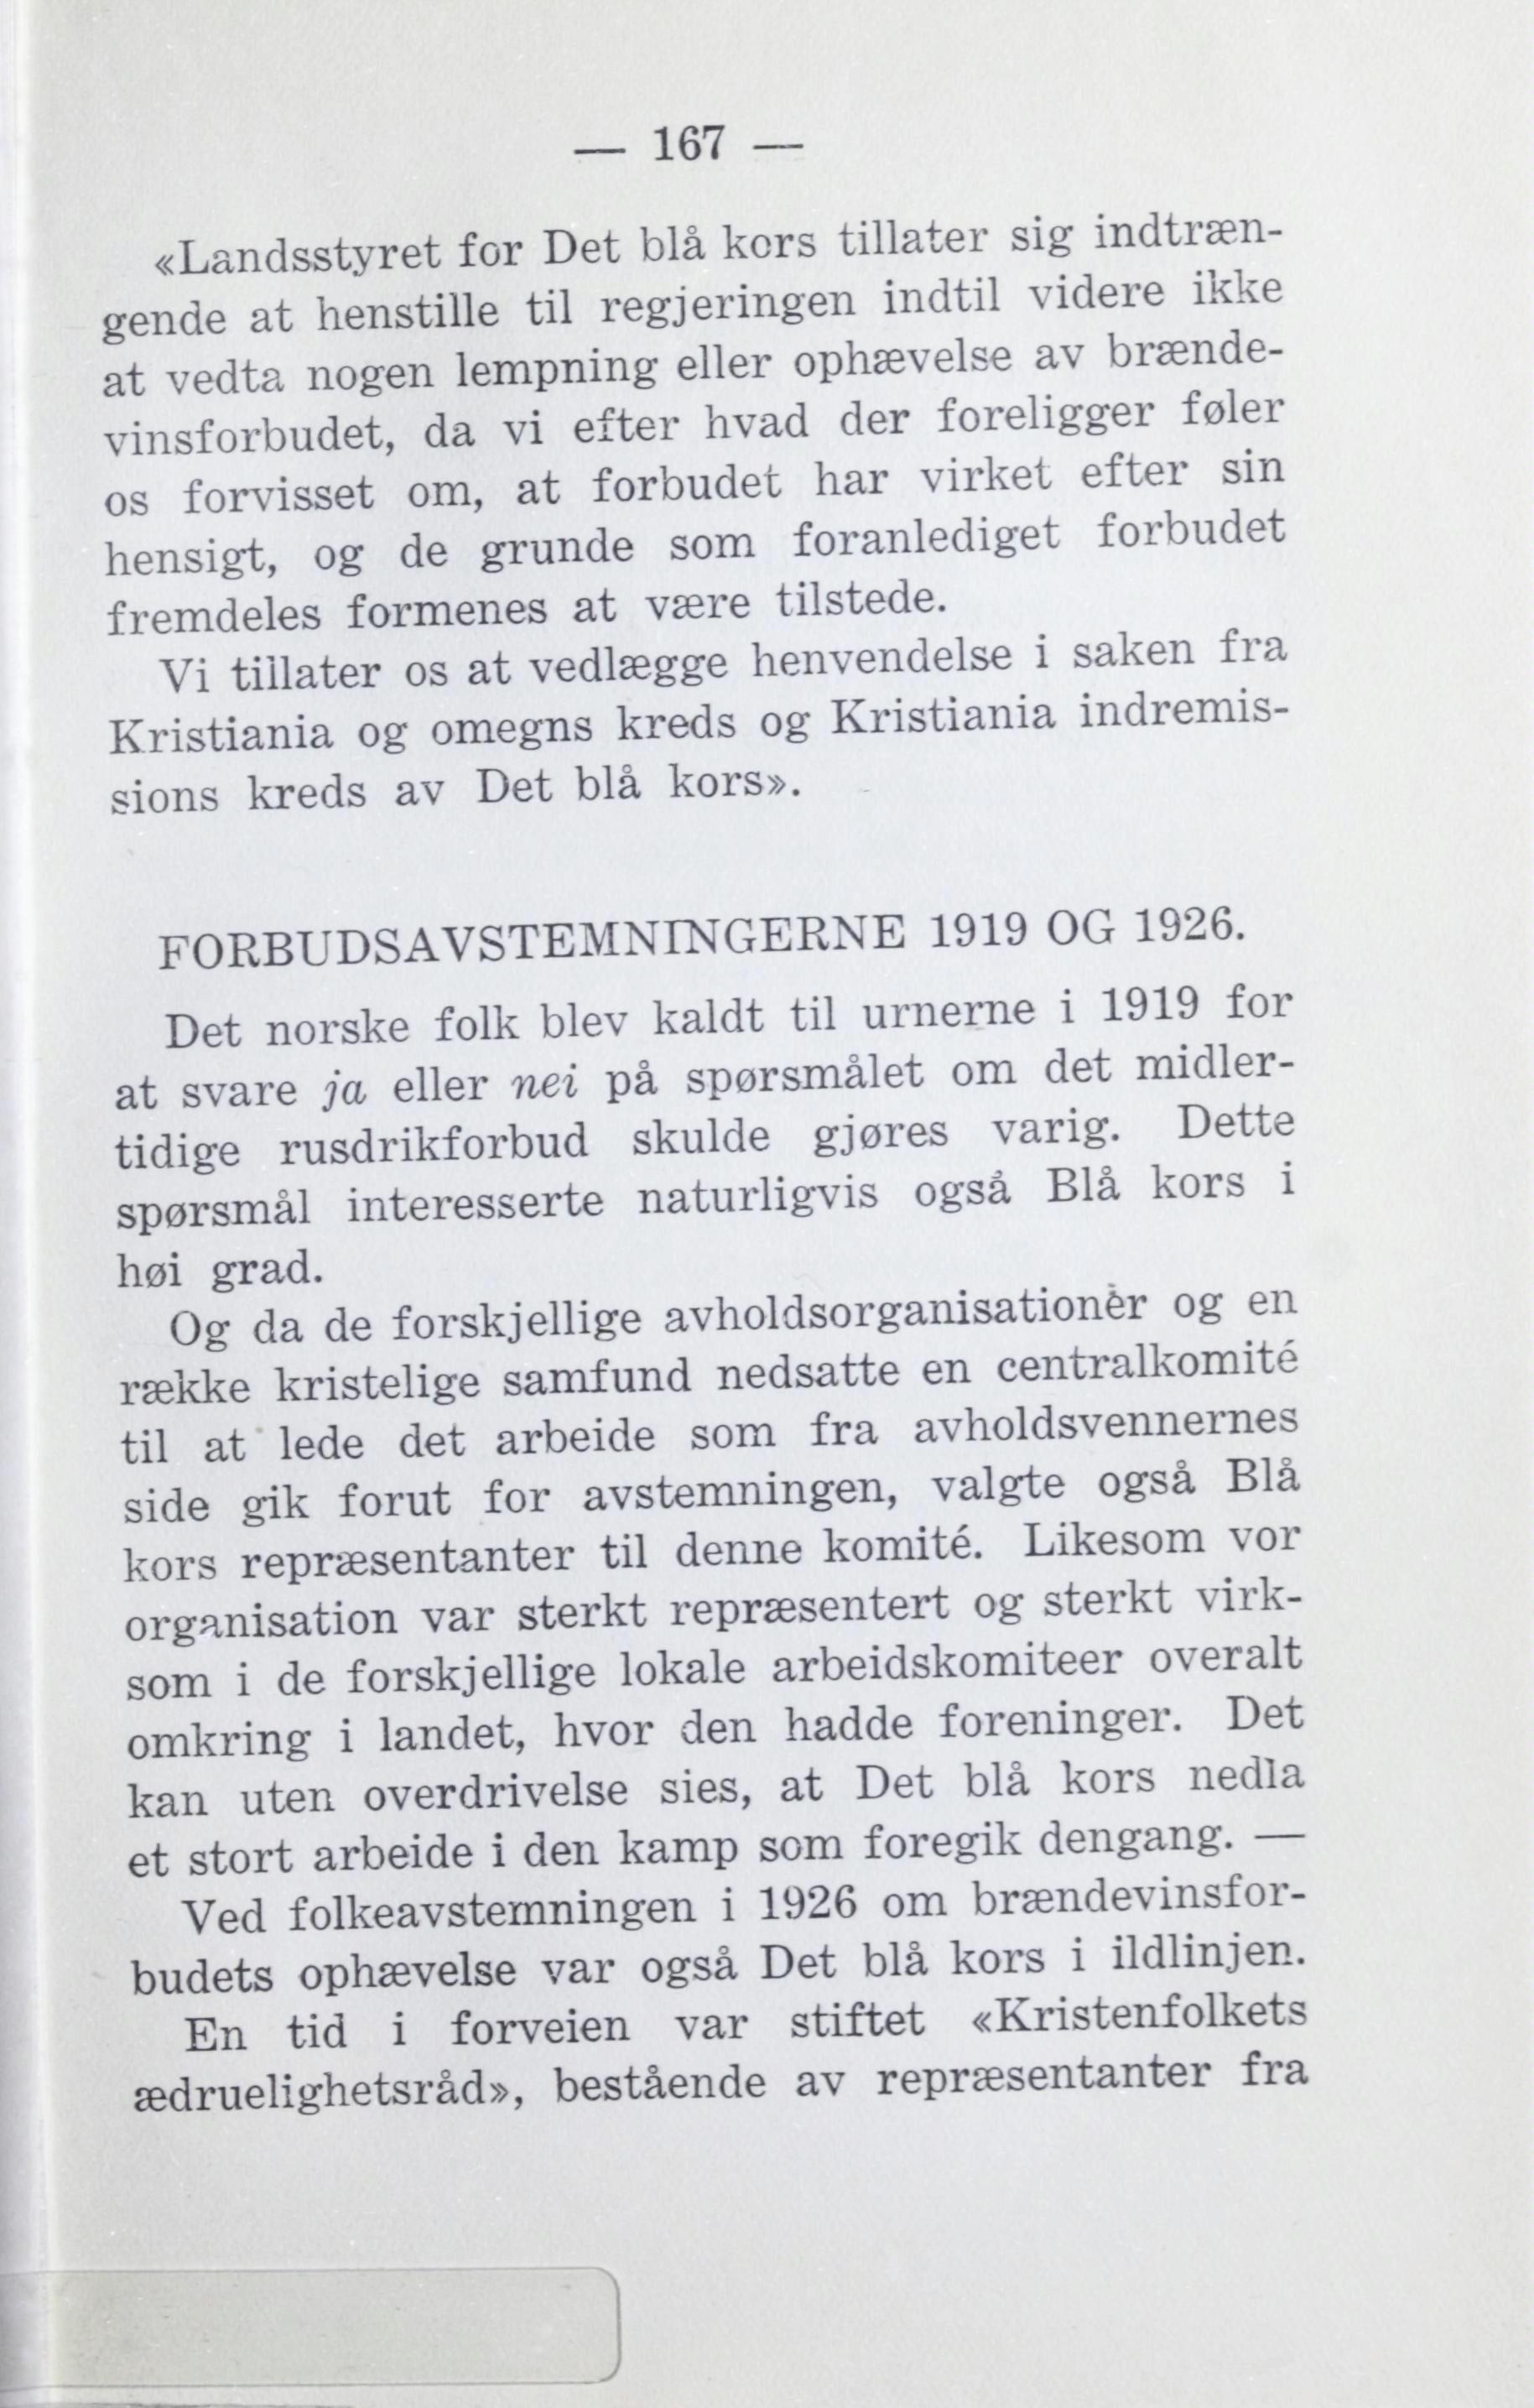 — 167 —
«Landsstyret for Det blå kors tillater sig indtræn-
gende at henstille til regjeringen indtil videre ikke
at vedta nogen lempning eller ophævelse av brænde-
vinsforbudet, da vi efter hvad der foreligger føler
os forvisset om, at forbudet har virket efter sin
hensigt, og de grunde som foranlediget forbudet
fremdeles formenes at være tilstede.
Vi tillater os at vedlægge henvendelse i saken fra
Kristiania og omegns kreds og Kristiania indremis-
sions kreds av Det blå kors».
FORBUDSAVSTEMNINGERNE 1919 OG 1926.
Det norske folk blev kaldt til urnerne i 1919 for
at svare ja eller nei på spørsmålet om det midler-
tidige rusdrikforbud skulde gjøres varig. Dette
spørsmål interesserte naturligvis også Blå kors i
høi grad.
Og da de forskjellige avholdsorganisationer og en
række kristelige samfund nedsatte en centralkomité
til at lede det arbeide som fra avholdsvennernes
side gik forut for avstemningen, valgte også Blå
kors repræsentanter til denne komité. Likesom vor
organisation var sterkt repræsentert og sterkt virk-
som i de forskjellige lokale arbeidskomiteer overalt
omkring i landet, hvor den hadde foreninger. Det
kan uten overdrivelse sies, at Det blå kors nedla
et stort arbeide i den kamp som foregik dengang. —
Ved folkeavstemningen i 1926 om brændevinsfor-
budets ophævelse var også Det blå kors i ildlinjen.
En tid i forveien var stiftet «Kristenfolkets
ædruelighetsråd», bestående av repræsentanter fra